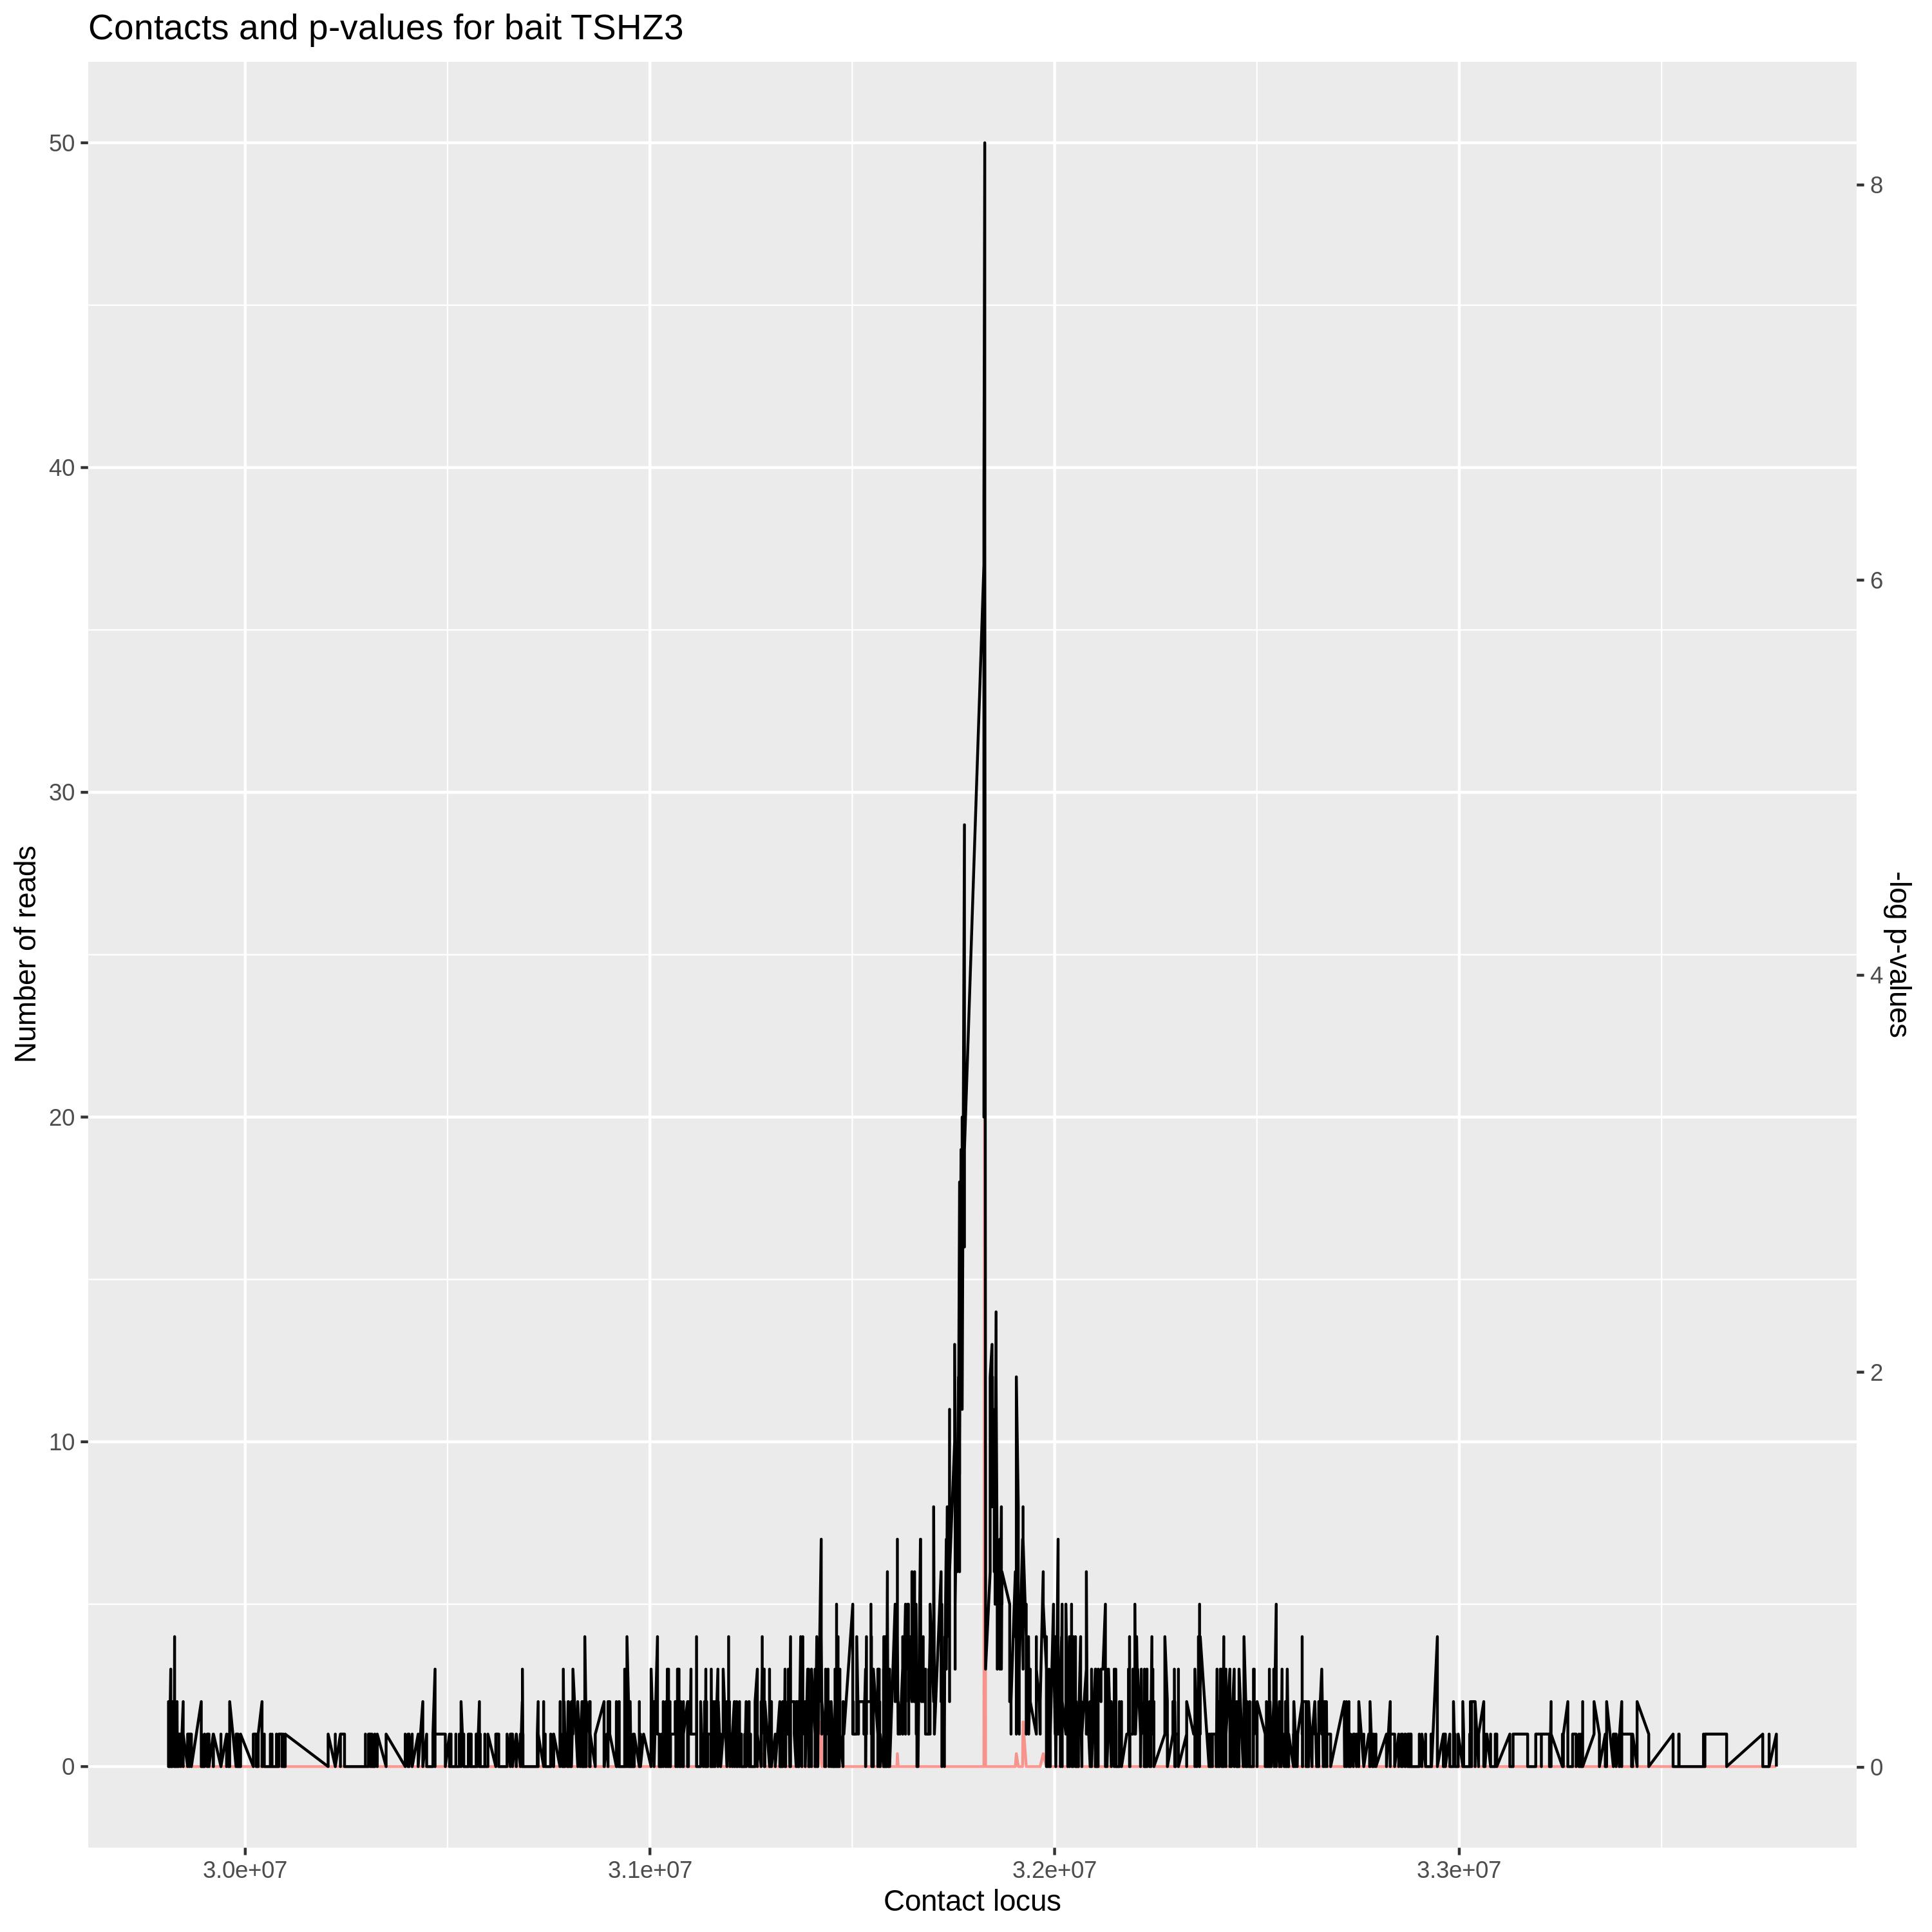 Contacts and p-values for bait TSHZ3
50
40
30
20
10
0
Number of reads
8
6
4
2
0
-log p-values
3.0e+07 3.1e+07 3.2e+07 3.3e+07
Contact locus